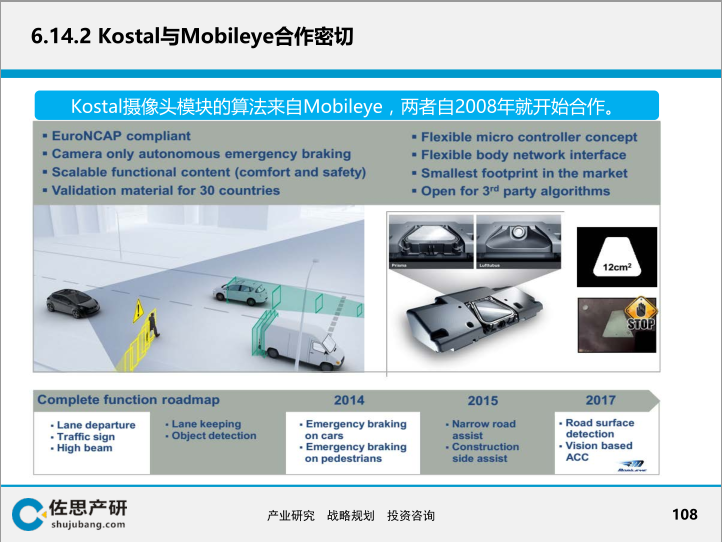 6.14.2 Kostal与Mobileye合作密切
Kostal摄像头模块的算法来自Mobileye，两者自2008年就开始合作。
▪ EuroNCAP compliant
▪ Camera only autonomous emergency braking
▪ Scalable functional content (comfort and safety)
▪ Validation material for 30 countries
▪ Flexible micro controller concept
▪ Flexible body network interface
▪ Smallest footprint in the market
▪ Open for 3rd party algorithms
Prisma
Lufthutze
12cm²
STOP
Complete function roadmap
2014
2015
2017
▪ Lane departure
▪ Traffic sign
▪ High beam
▪ Lane keeping
▪ Object detection
▪ Emergency braking
on cars
▪ Emergency braking
on pedestrians
▪ Narrow road
assist
▪ Construction
side assist
▪ Road surface
detection
▪ Vision based
ACC
MOBILEYE
佐思产研
shujubang.com
产业研究 战略规划 投资咨询
108